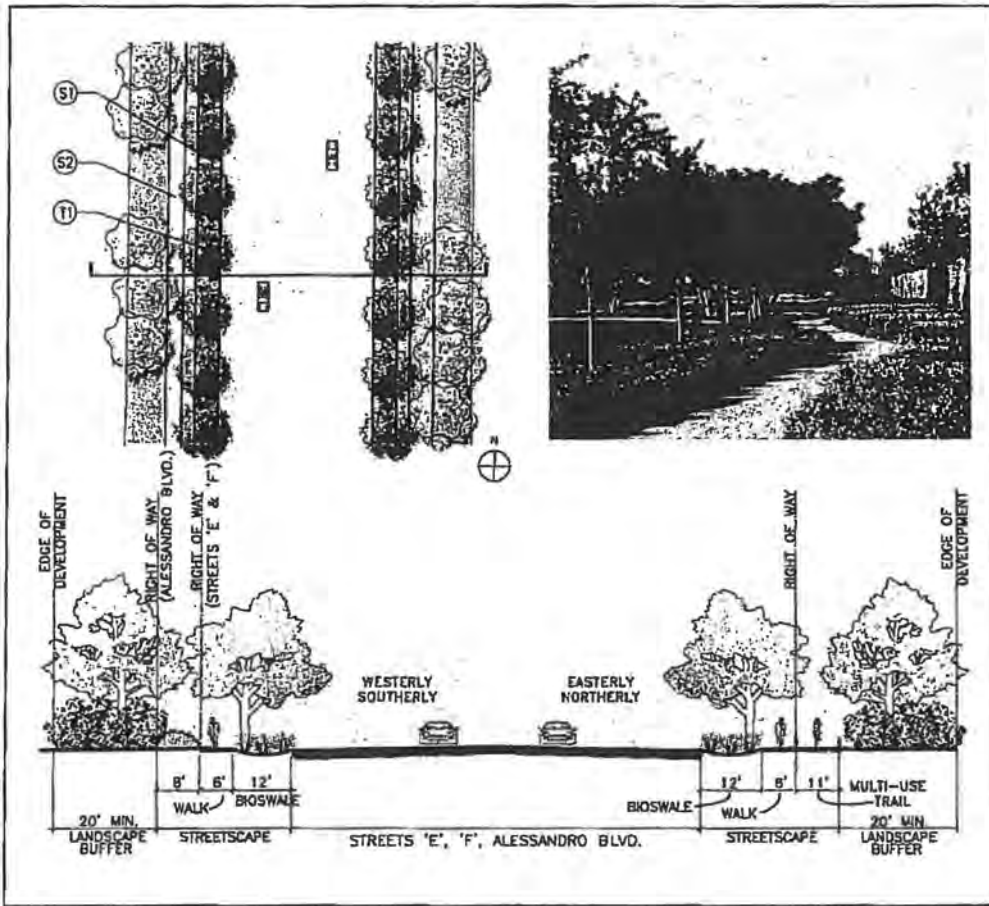 S1
S2
T1
N
EDGE OF
DEVELOPMENT
RIGHT OF WAY
(ALESSANDRO BLVD.)
RIGHT OF WAY
(STREETS 'E' & 'F')
RIGHT OF WAY
EDGE OF
DEVELOPMENT
WESTERLY
SOUTHERLY
EASTERLY
NORTHERLY
8'
6'
12'
WALK
BIOSWALE
12'
6'
11'
MULTI-USE
TRAIL
BIOSWALE
WALK
20' MIN.
LANDSCAPE
BUFFER
STREETSCAPE
STREETS 'E', 'F', ALESSANDRO BLVD.
STREETSCAPE
20' MIN.
LANDSCAPE
BUFFER